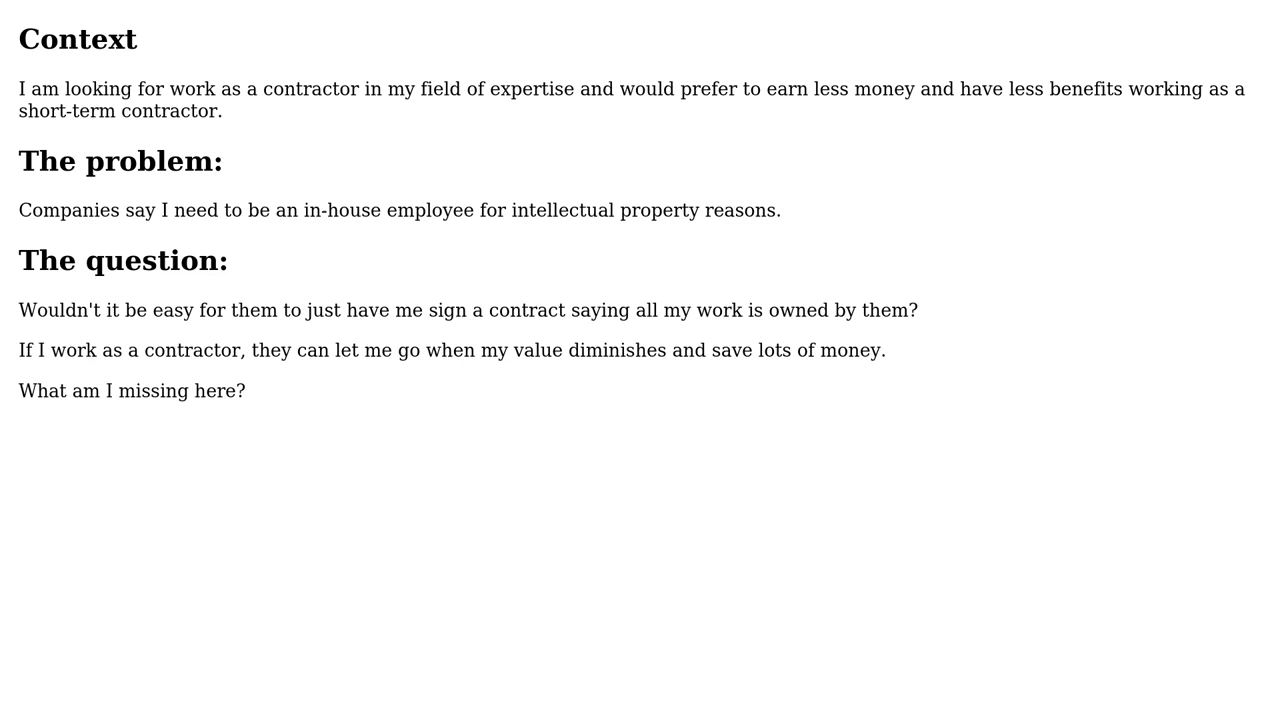 Context
I am looking for work as a contractor in my field of expertise and would prefer to earn less money and have less benefits working as a
short-term contractor.
The problem:
Companies say I need to be an in-house employee for intellectual property reasons.
The question:
Wouldn't it be easy for them to just have me sign a contract saying all my work is owned by them?
If I work as a contractor, they can let me go when my value diminishes and save lots of money.
What am I missing here?